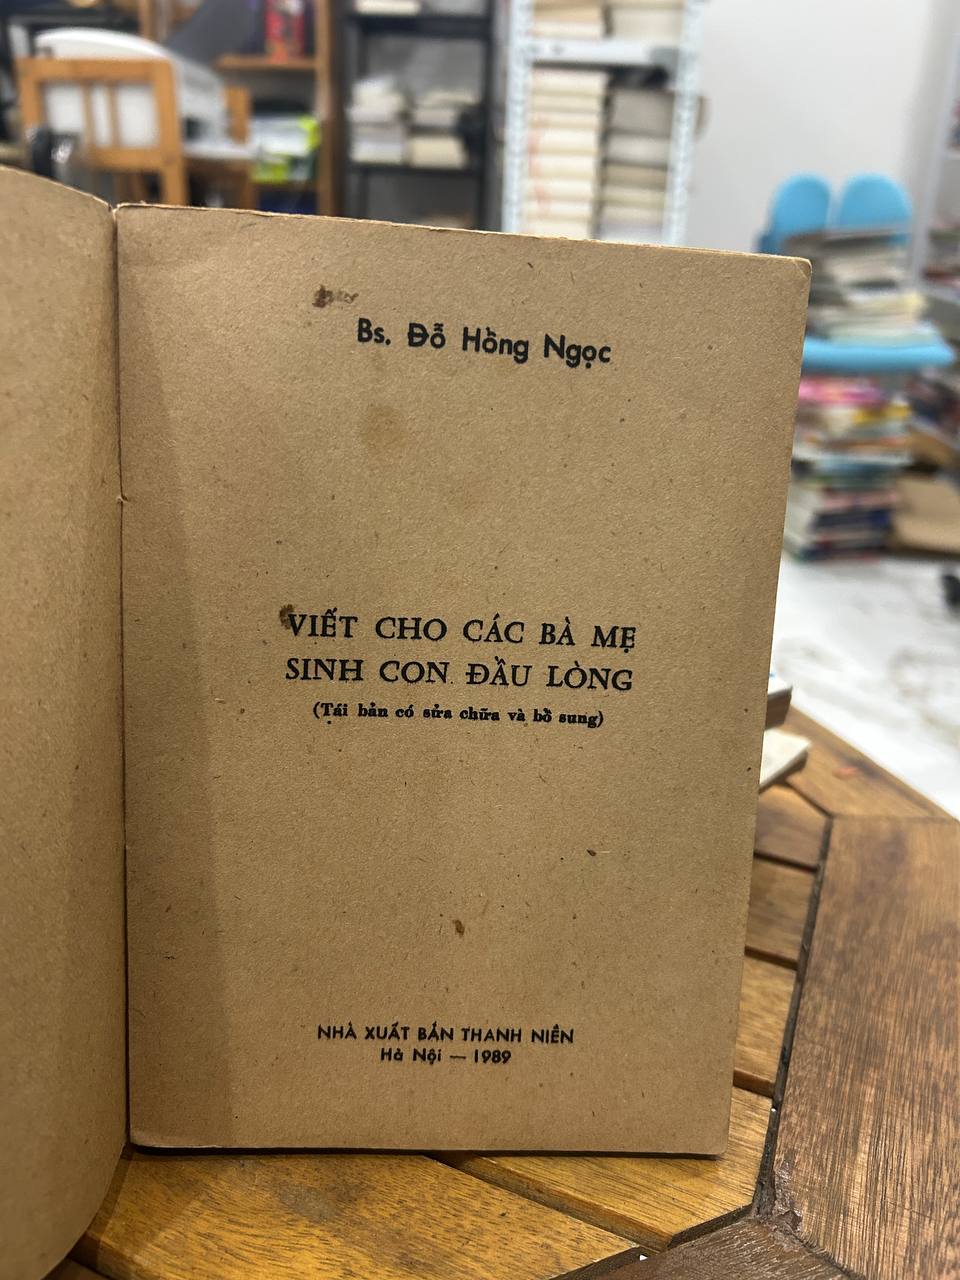 Bs. Đỗ Hồng Ngọc
VIẾT CHO CÁC BÀ MẸ
SINH CON ĐẦU LÒNG
(Tái bản có sửa chữa và bổ sung)
NHÀ XUẤT BẢN THANH NIÊN
Hà Nội — 1989